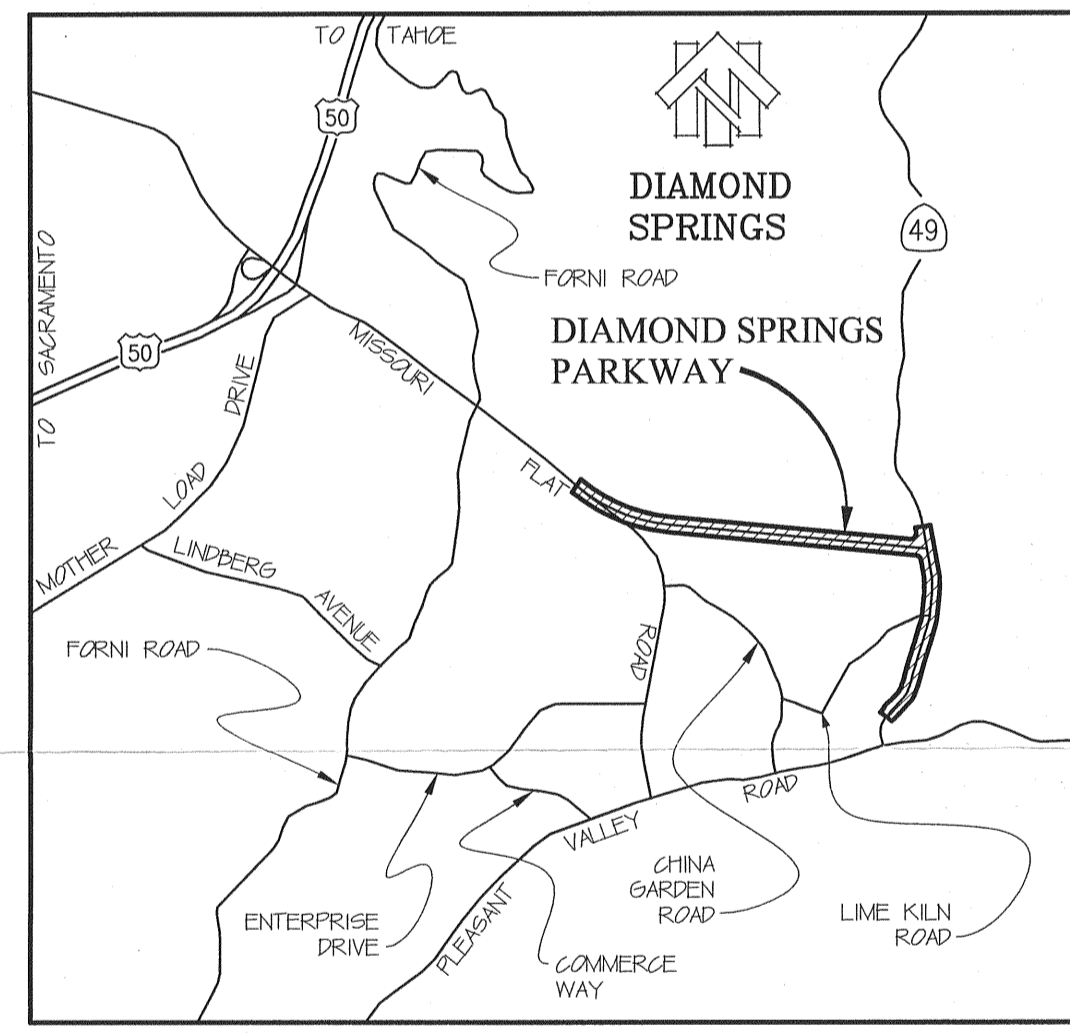 TO TAHOE
50
DIAMOND
SPRINGS
49
FORNI ROAD
TO SACRAMENTO
50
DIAMOND SPRINGS
PARKWAY
MISSOURI FLAT ROAD
MOTHER LOAD DRIVE
LINDBERG AVENUE
FORNI ROAD
PLEASANT VALLEY ROAD
CHINA
GARDEN
ROAD
LIME KILN
ROAD
ENTERPRISE
DRIVE
COMMERCE
WAY